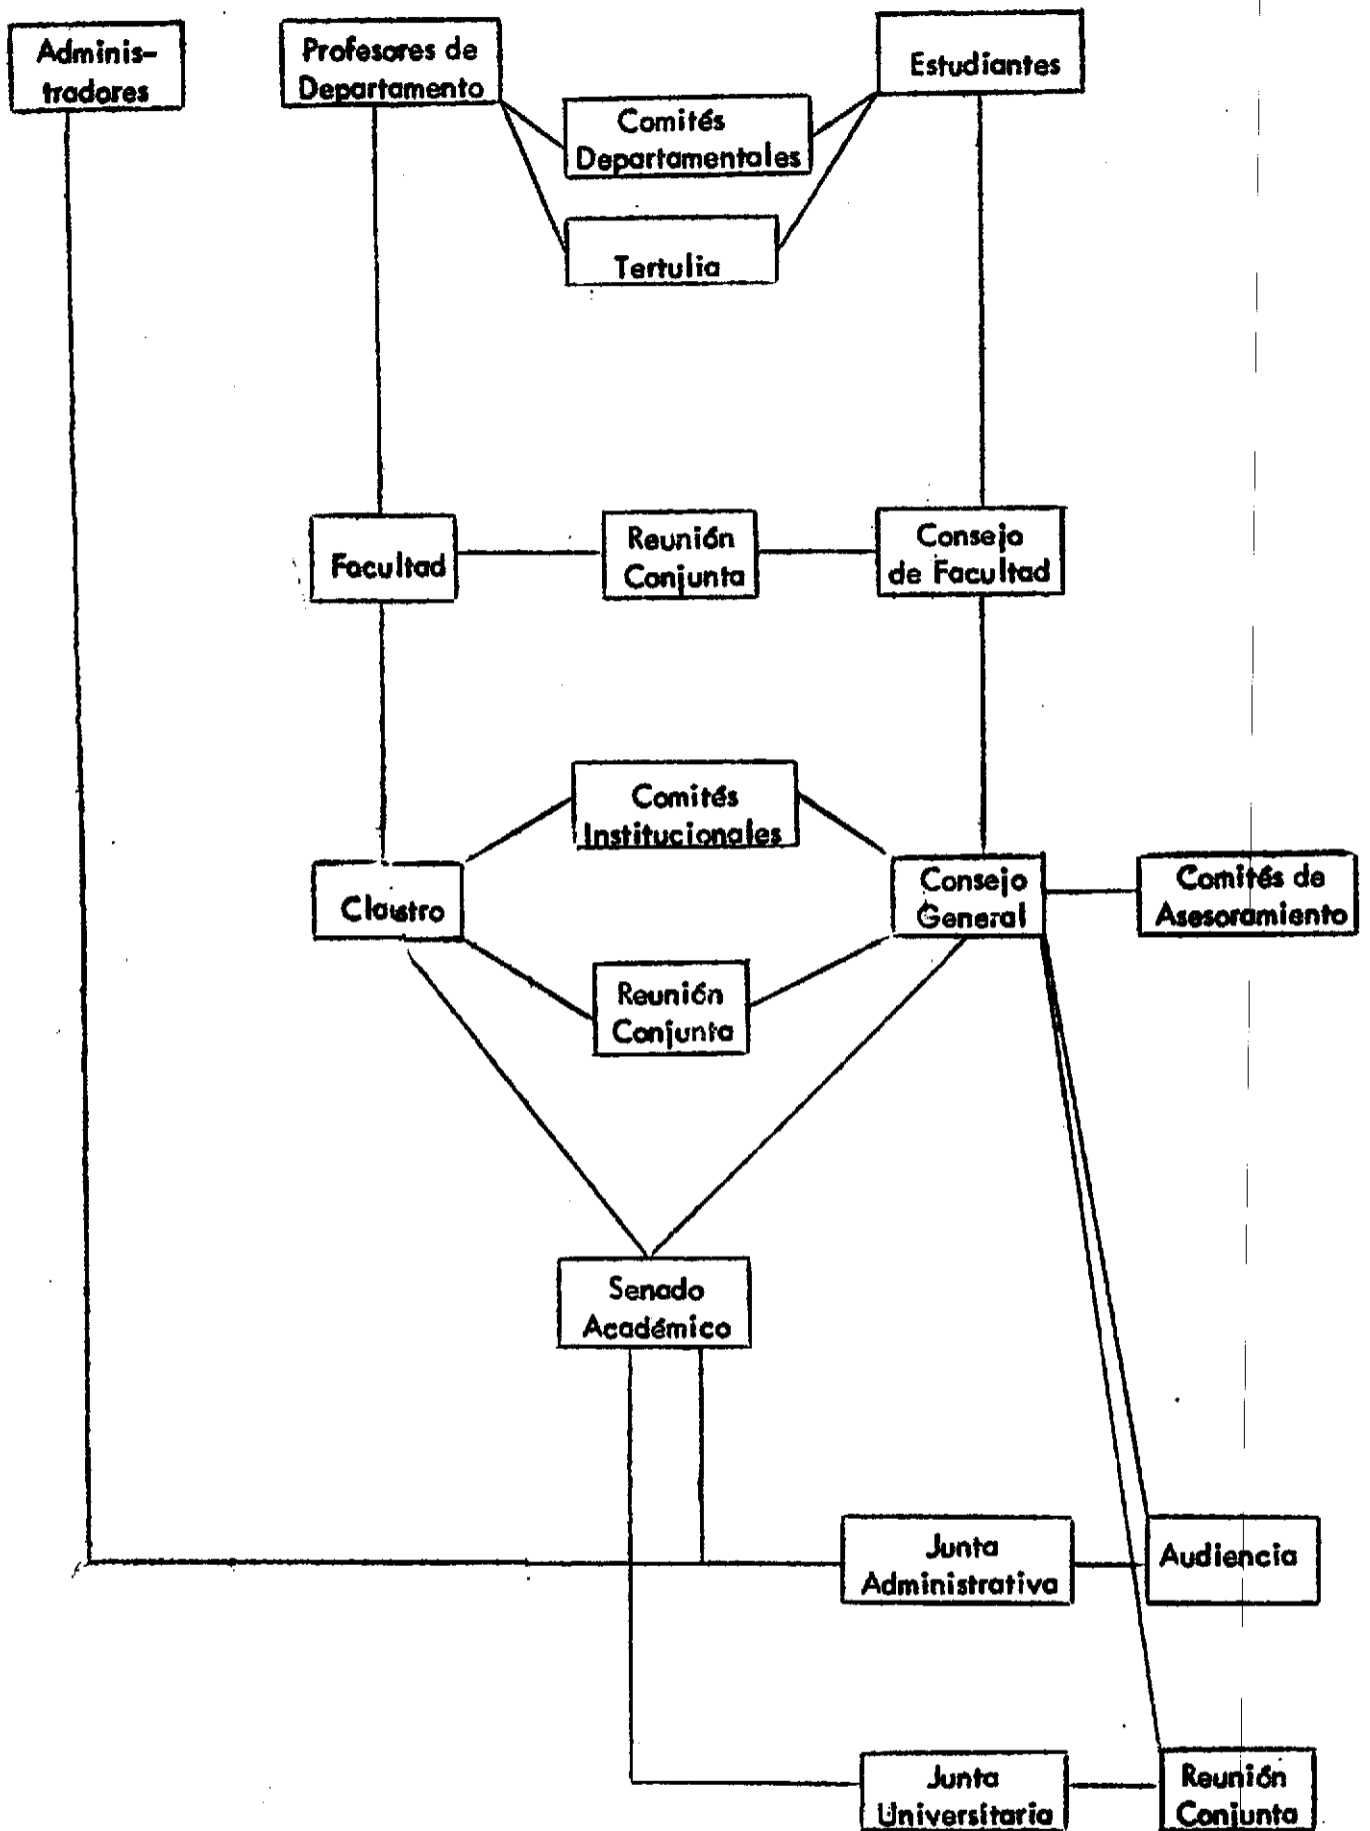 Adminis-
tradores
Profesores de
Departamento
Estudiantes
Comités
Departamentales
Tertulia
Facultad
Reunión
Conjunta
Consejo
de Facultad
Comités
Institucionales
Claustro
Consejo
General
Comités de
Asesoramiento
Reunión
Conjunta
Senado
Académico
Junta
Administrativa
Audiencia
Junta
Universitaria
Reunión
Conjunta